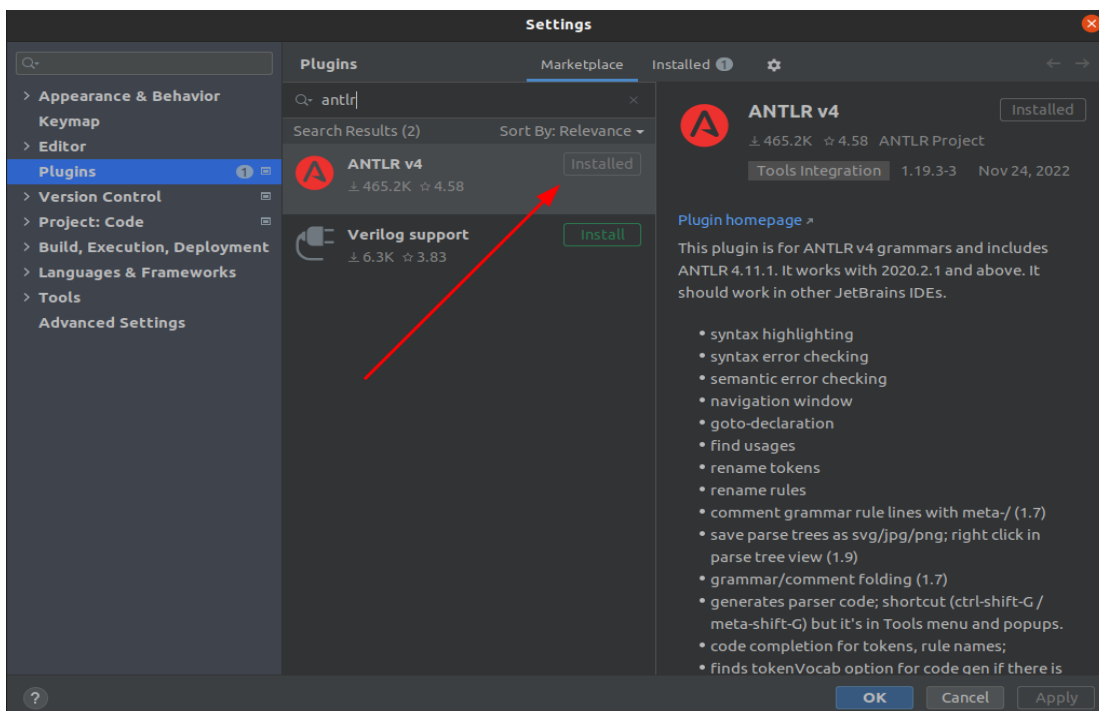 Settings
Plugins
Marketplace
Installed 1
antlr
Appearance & Behavior
Keymap
Editor
Plugins 1
Version Control
Project: Code
Build, Execution, Deployment
Languages & Frameworks
Tools
Advanced Settings
Search Results (2)
Sort By: Relevance
ANTLR v4
Installed
465.2K 4.58
Verilog support
Install
6.3K 3.83
ANTLR v4
Installed
465.2K 4.58 ANTLR Project
Tools Integration 1.19.3-3 Nov 24, 2022
Plugin homepage
This plugin is for ANTLR v4 grammars and includes
ANTLR 4.11.1. It works with 2020.2.1 and above. It
should work in other JetBrains IDEs.
• syntax highlighting
• syntax error checking
• semantic error checking
• navigation window
• goto-declaration
• find usages
• rename tokens
• rename rules
• comment grammar rule lines with meta-/ (1.7)
• save parse trees as svg/jpg/png; right click in
parse tree view (1.9)
• grammar/comment folding (1.7)
• generates parser code; shortcut (ctrl-shift-G /
meta-shift-G) but it's in Tools menu and popups.
• code completion for tokens, rule names;
• finds tokenVocab option for code gen if there is
?
OK
Cancel
Apply